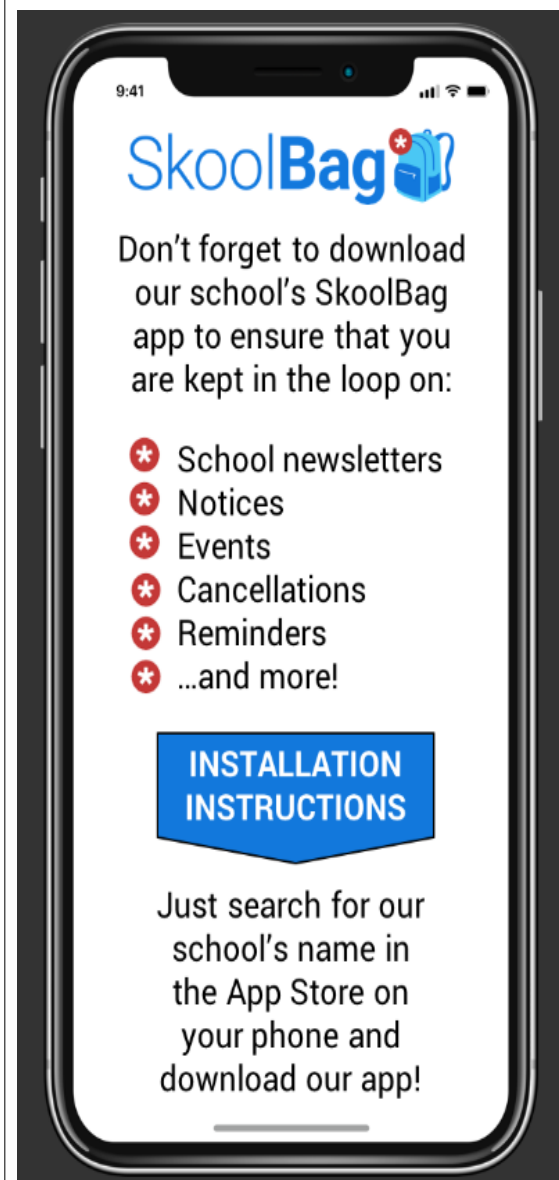 9:41
SkoolBag
Don't forget to download
our school's SkoolBag
app to ensure that you
are kept in the loop on:
School newsletters
Notices
Events
Cancellations
Reminders
...and more!
INSTALLATION
INSTRUCTIONS
Just search for our
school's name in
the App Store on
your phone and
download our app!